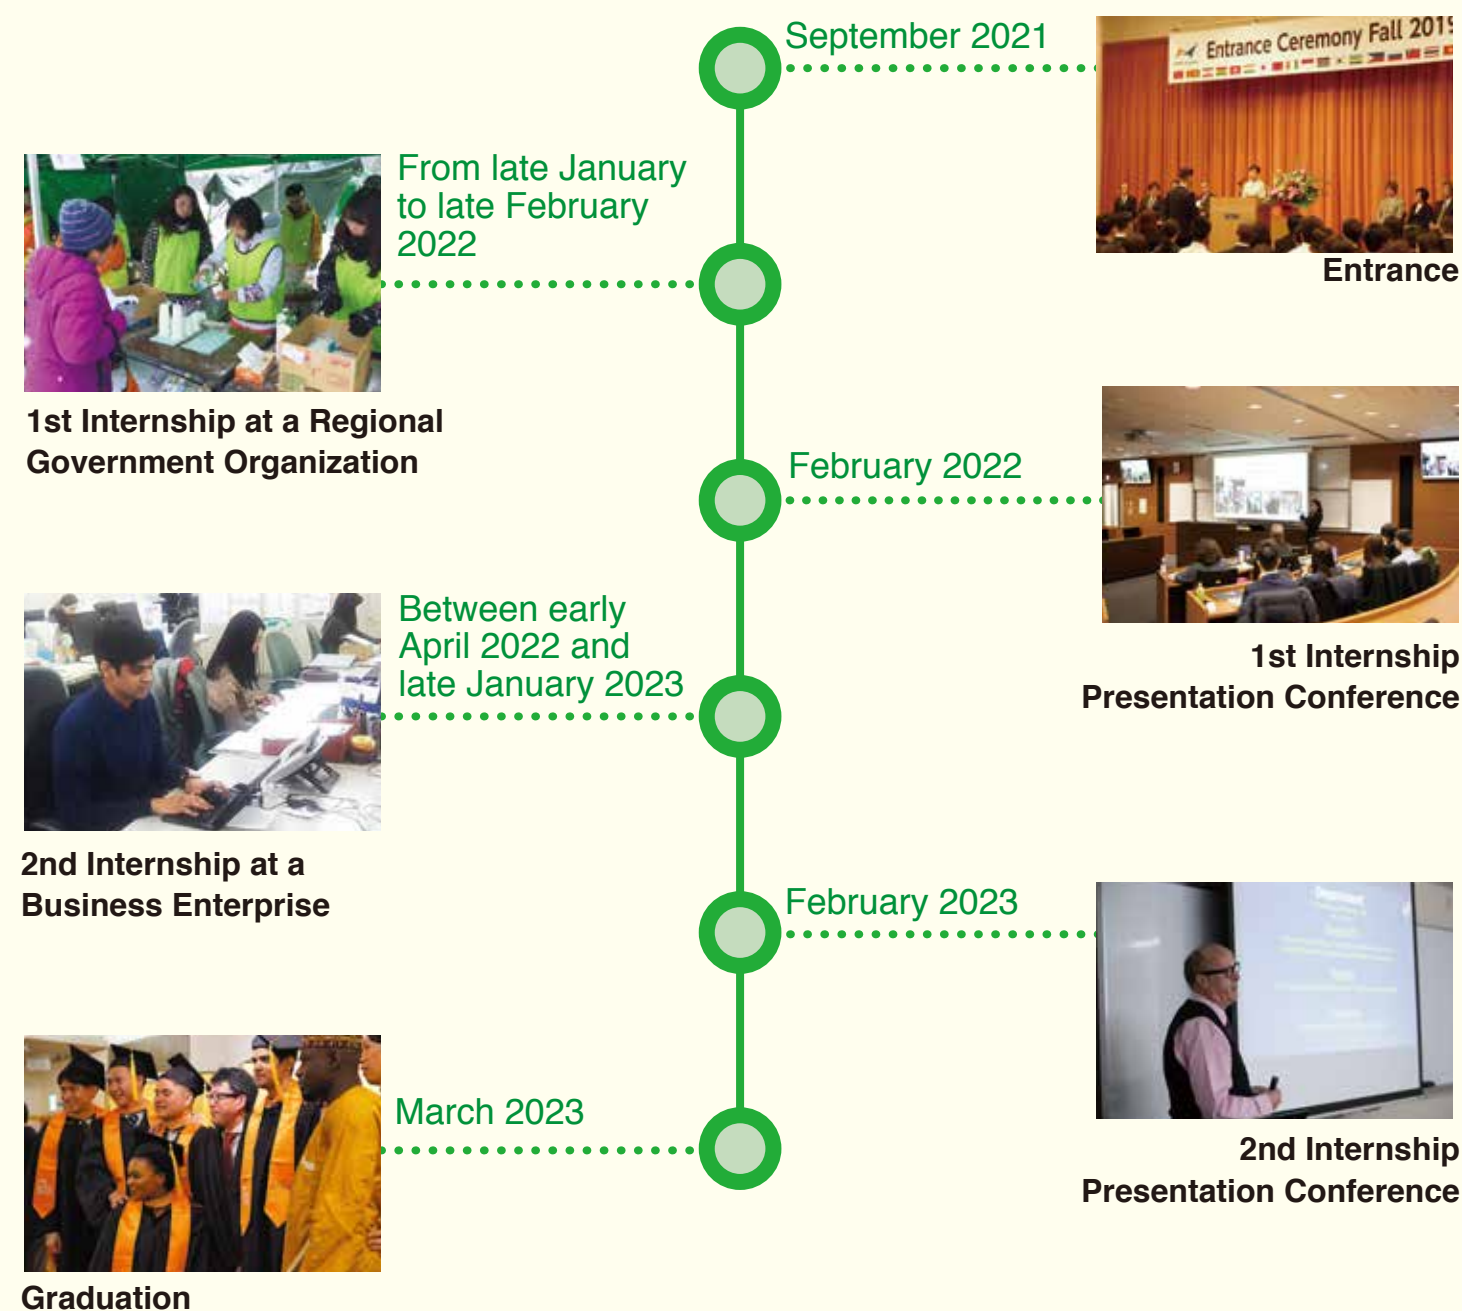 September 2021
Entrance Ceremony Fall 2019
Entrance
From late January
to late February
2022
1st Internship at a Regional
Government Organization
February 2022
1st Internship
Presentation Conference
Between early
April 2022 and
late January 2023
2nd Internship at a
Business Enterprise
February 2023
2nd Internship
Presentation Conference
March 2023
Graduation